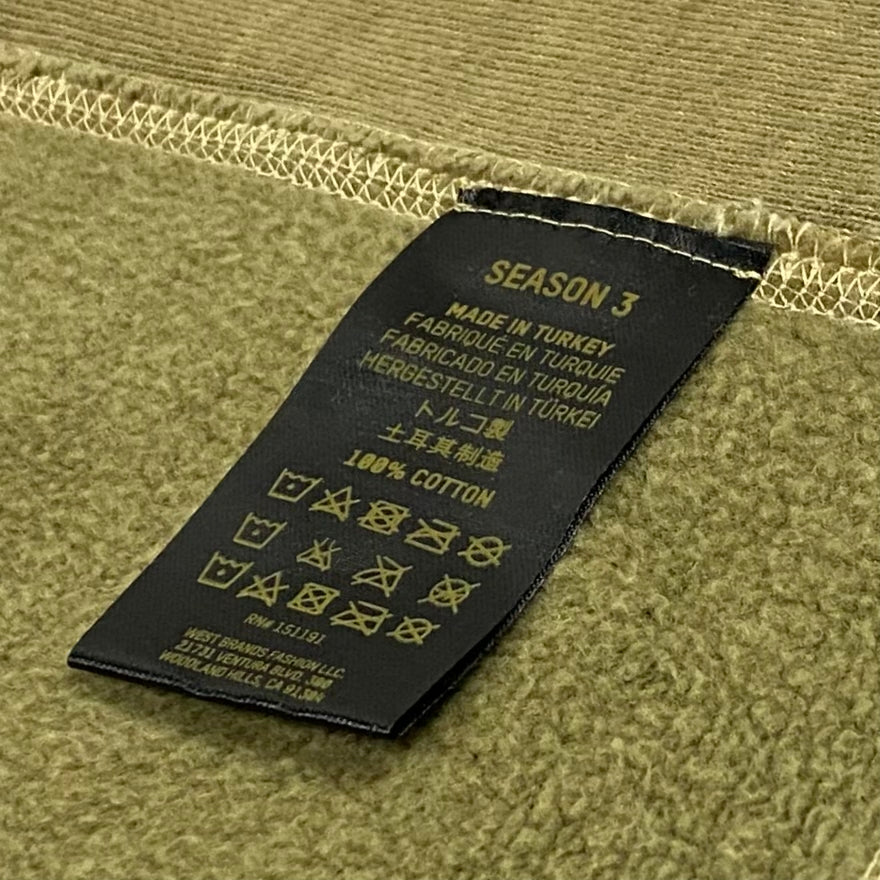 SEASON 3
MADE IN TURKEY
FABRIQUÉ EN TURQUIE
FABRICADO EN TURQUÍA
HERGESTELLT IN TÜRKEI
トルコ製
土耳其制造
100% COTTON
RN# 151191
WEST BRANDS FASHION LLC.
21731 VENTURA BLVD. 300
WOODLAND HILLS, CA 91364